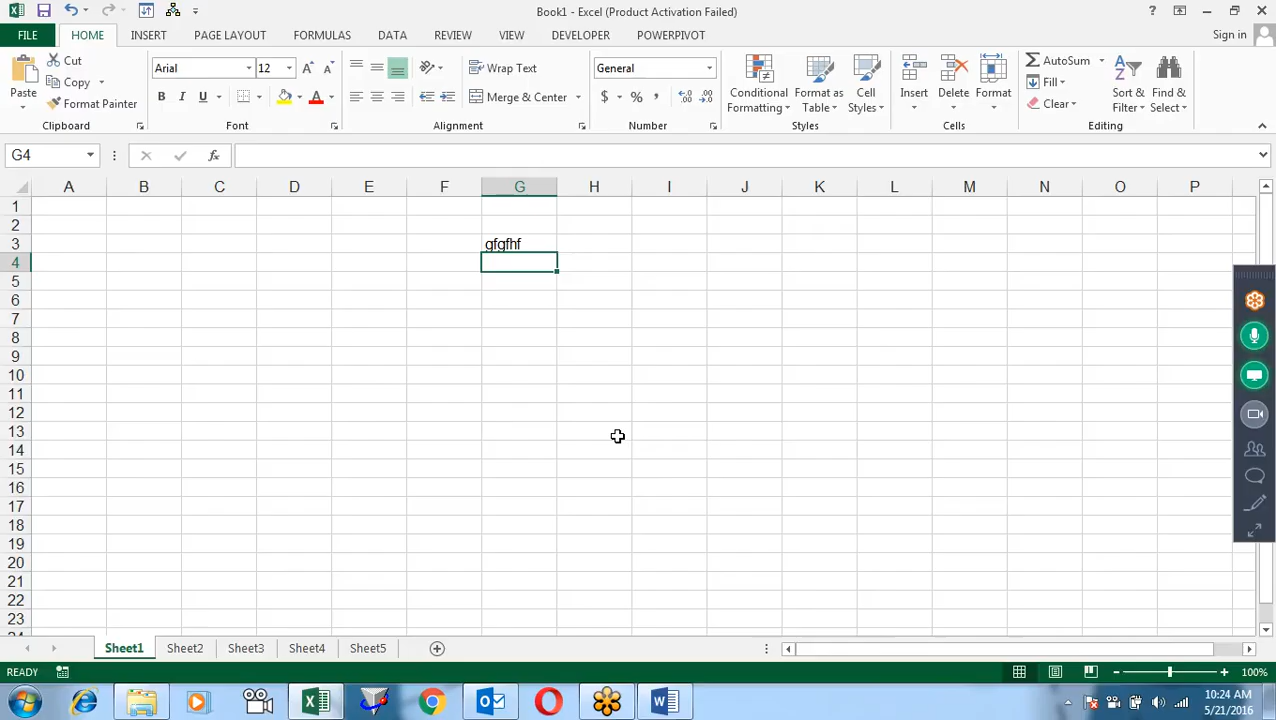 Book1 - Excel (Product Activation Failed)
?
FILE HOME INSERT PAGE LAYOUT FORMULAS DATA REVIEW VIEW DEVELOPER POWERPIVOT Sign in
Paste
Cut
Copy
Format Painter
Clipboard
Arial 12
B I U A
Font
Wrap Text
Merge & Center
Alignment
General
$ % ,
Number
Conditional Formatting
Format as Table
Cell Styles
Styles
Insert
Delete
Format
Cells
AutoSum
Fill
Clear
Sort & Filter
Find & Select
Editing
G4 fx
A B C D E F G H I J K L M N O P
1
2
3 gfgfhf
4
5
6
7
8
9
10
11
12
13
14
15
16
17
18
19
20
21
22
23
Sheet1 Sheet2 Sheet3 Sheet4 Sheet5
READY 100%
10:24 AM
5/21/2016